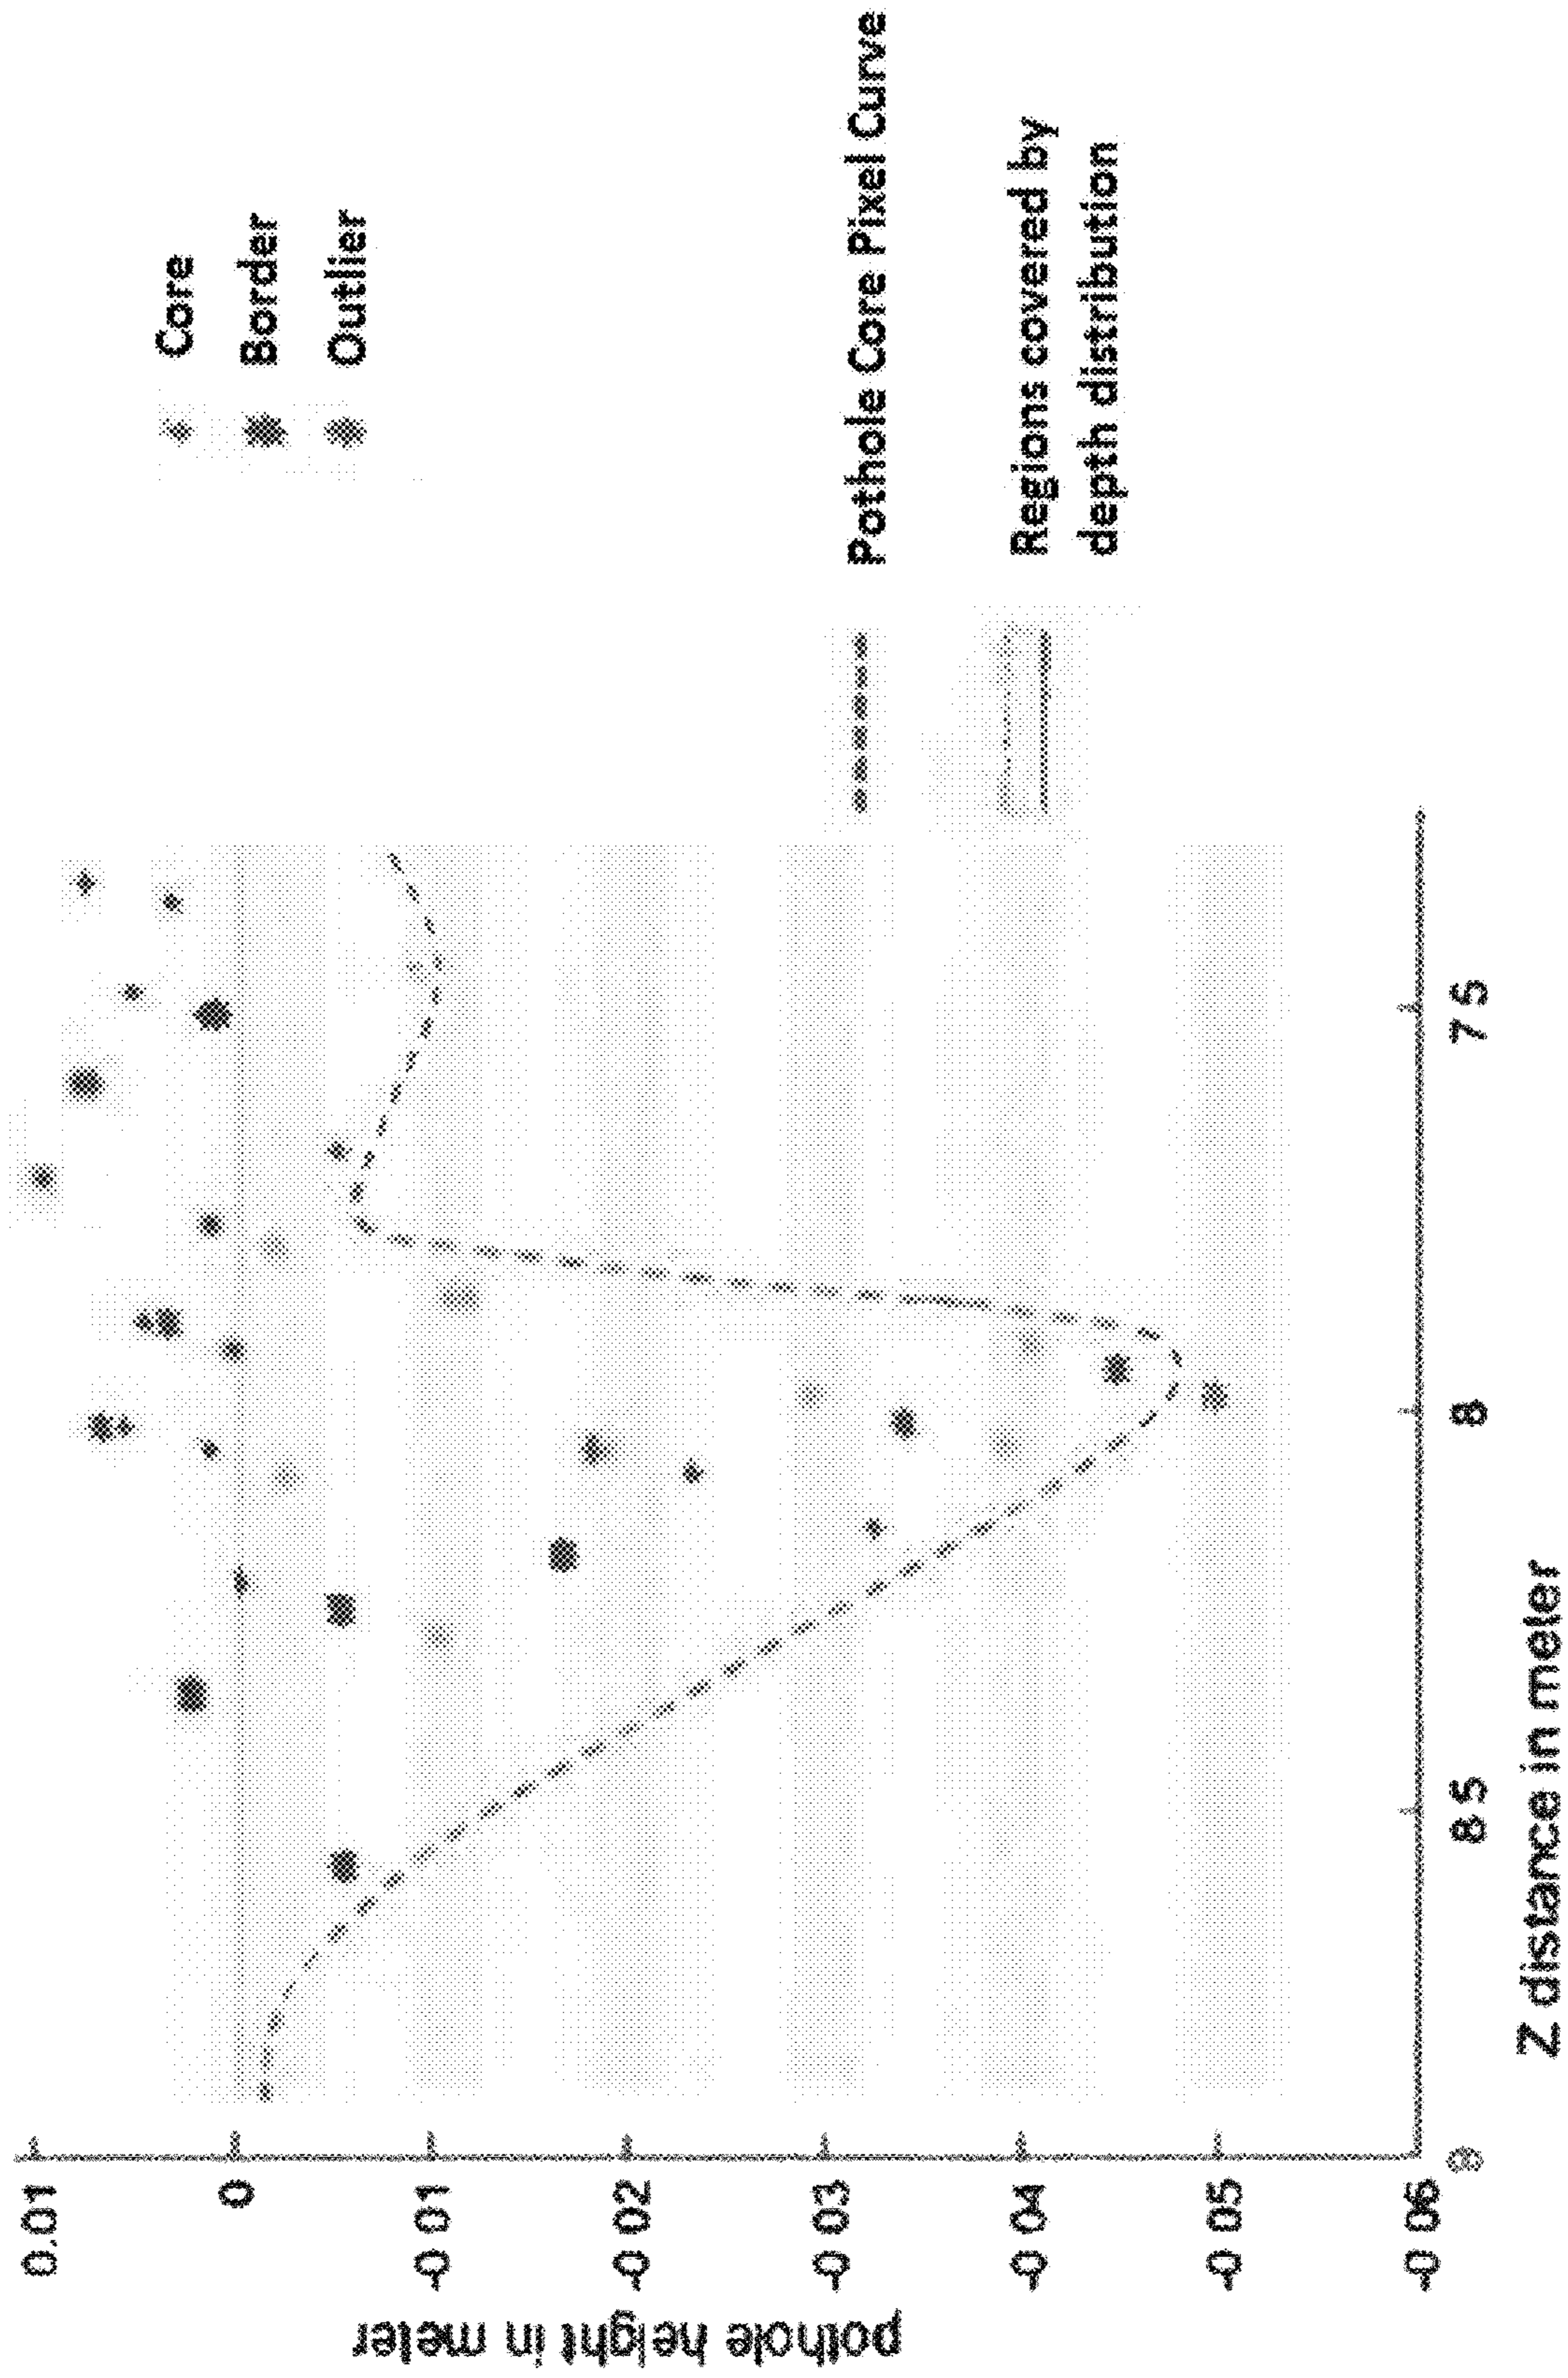 pothole height in meter
0.01
0
-0 01
-0 02
-0 03
-0 04
-0 05
-0 06
9
8 5
8
7 5
Z distance in meter
Core
Border
Outlier
Pothole Core Pixel Curve
Regions covered by
depth distribution